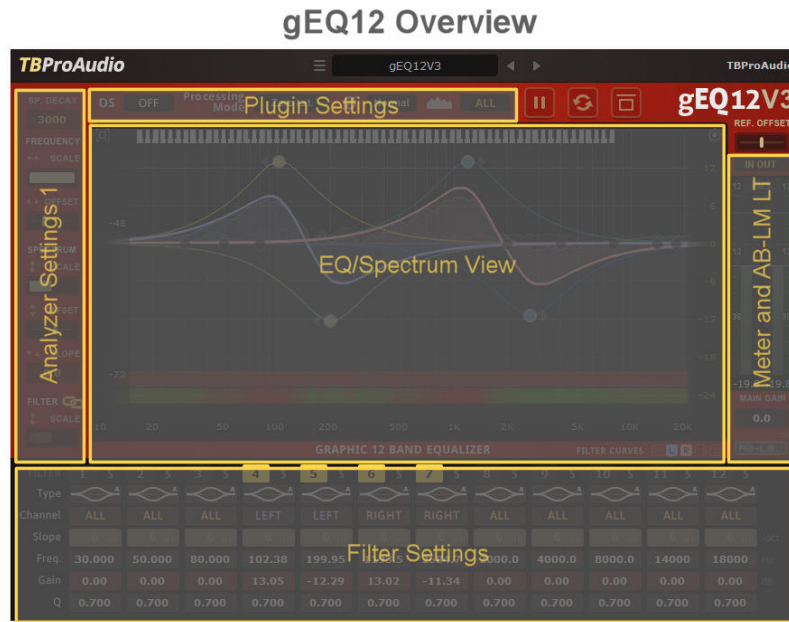 gEQ12 Overview
TBProAudio
gEQ12V3
TBProAudio
SP. DECAY
OS OFF Processing Mode
Plugin Settings
ALL
gEQ12V3
3000
REF. OFFSET
FREQUENCY
SCALE
IN OUT
OFFSET
Analyzer Settings 1
SPECTRUM
SCALE
EQ/Spectrum View
Meter and AB-LM LT
12
6
0
-6
-12
-18
-24
-48
-72
FILTER
SCALE
MAIN GAIN
0.0
10 20 50 100 200 500 1K 2K 5K 10K 20K
GRAPHIC 12 BAND EQUALIZER FILTER CURVES L R
FILTER 1 S 2 S 3 S 4 S 5 S 6 S 7 S 8 S 9 S 10 S 11 S 12 S
Type
Channel ALL ALL ALL LEFT LEFT RIGHT RIGHT ALL ALL ALL ALL ALL
Slope
Filter Settings
Freq. 30.000 50.000 80.000 102.38 199.95 4000.0 8000.0 14000 18000 Hz
Gain 0.00 0.00 0.00 13.05 -12.29 13.02 -11.34 0.00 0.00 0.00 0.00 0.00 dB
Q 0.700 0.700 0.700 0.700 0.700 0.700 0.700 0.700 0.700 0.700 0.700 0.700